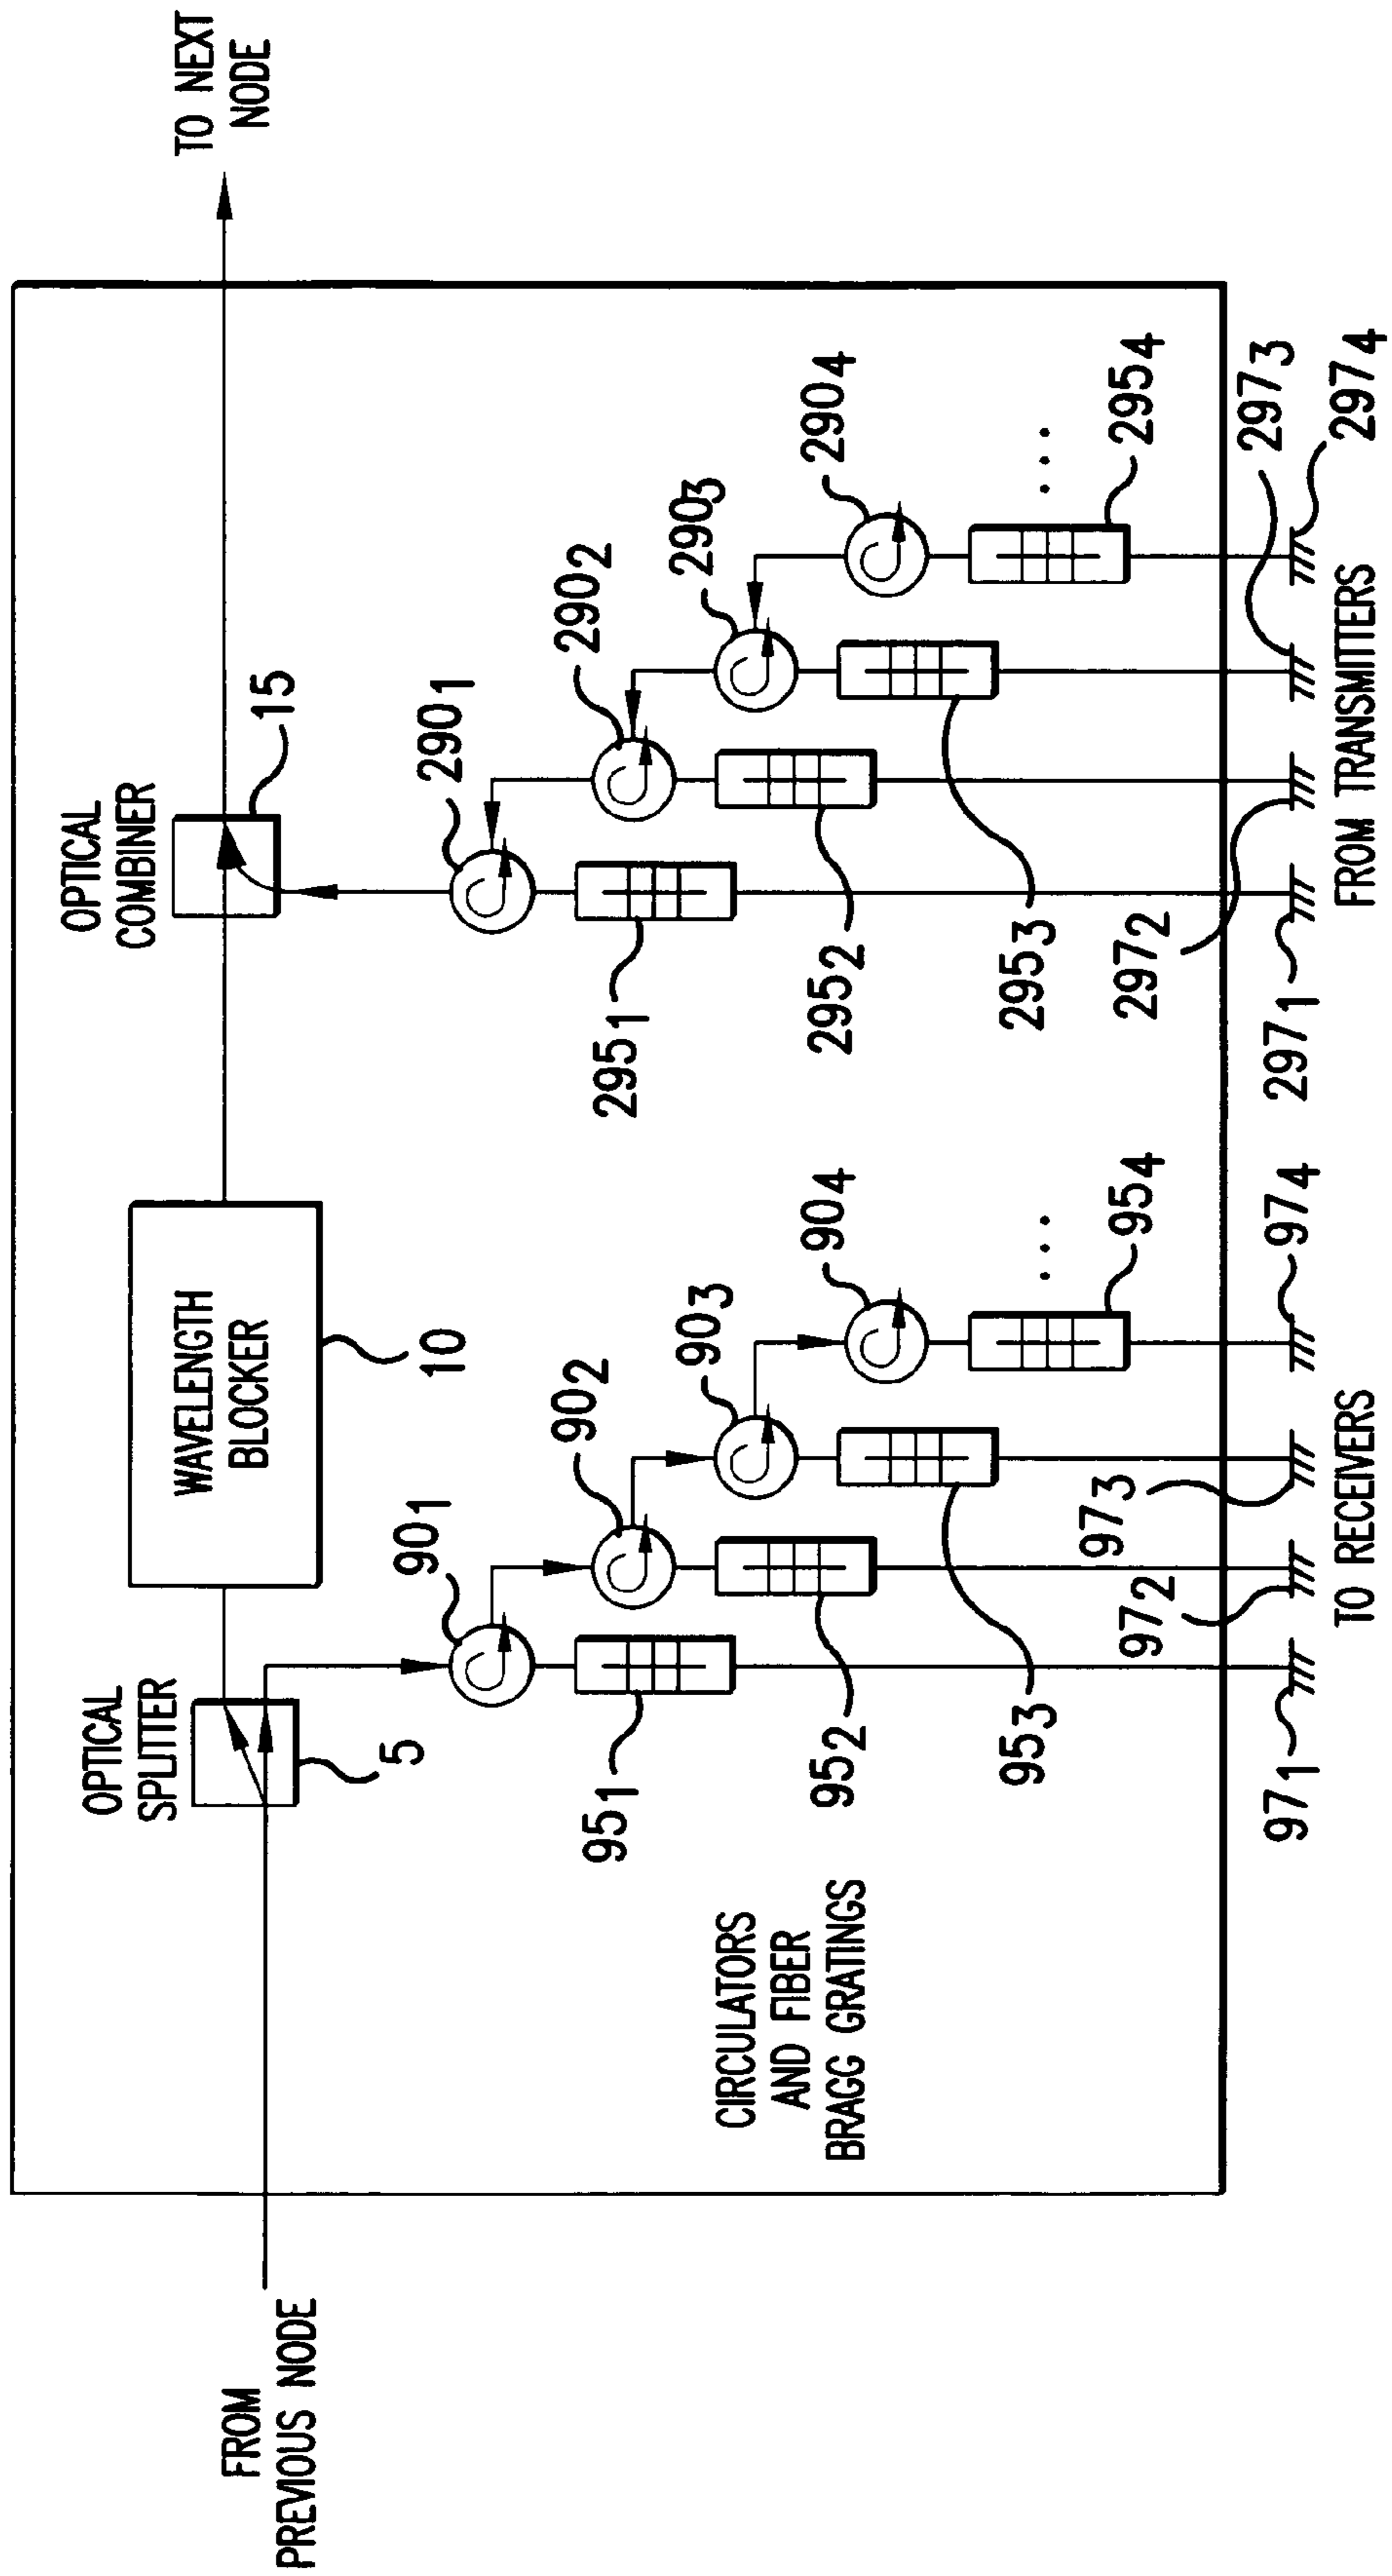 FROM
PREVIOUS NODE
OPTICAL
SPLITTER
5
WAVELENGTH
BLOCKER
10
OPTICAL
COMBINER
15
TO NEXT
NODE
CIRCULATORS
AND FIBER
BRAGG GRATINGS
90₁
90₂
90₃
90₄
95₁
95₂
95₃
95₄
...
97₁
97₂
97₃
97₄
TO RECEIVERS
290₁
290₂
290₃
290₄
295₁
295₂
295₃
295₄
...
297₁
297₂
297₃
297₄
FROM TRANSMITTERS